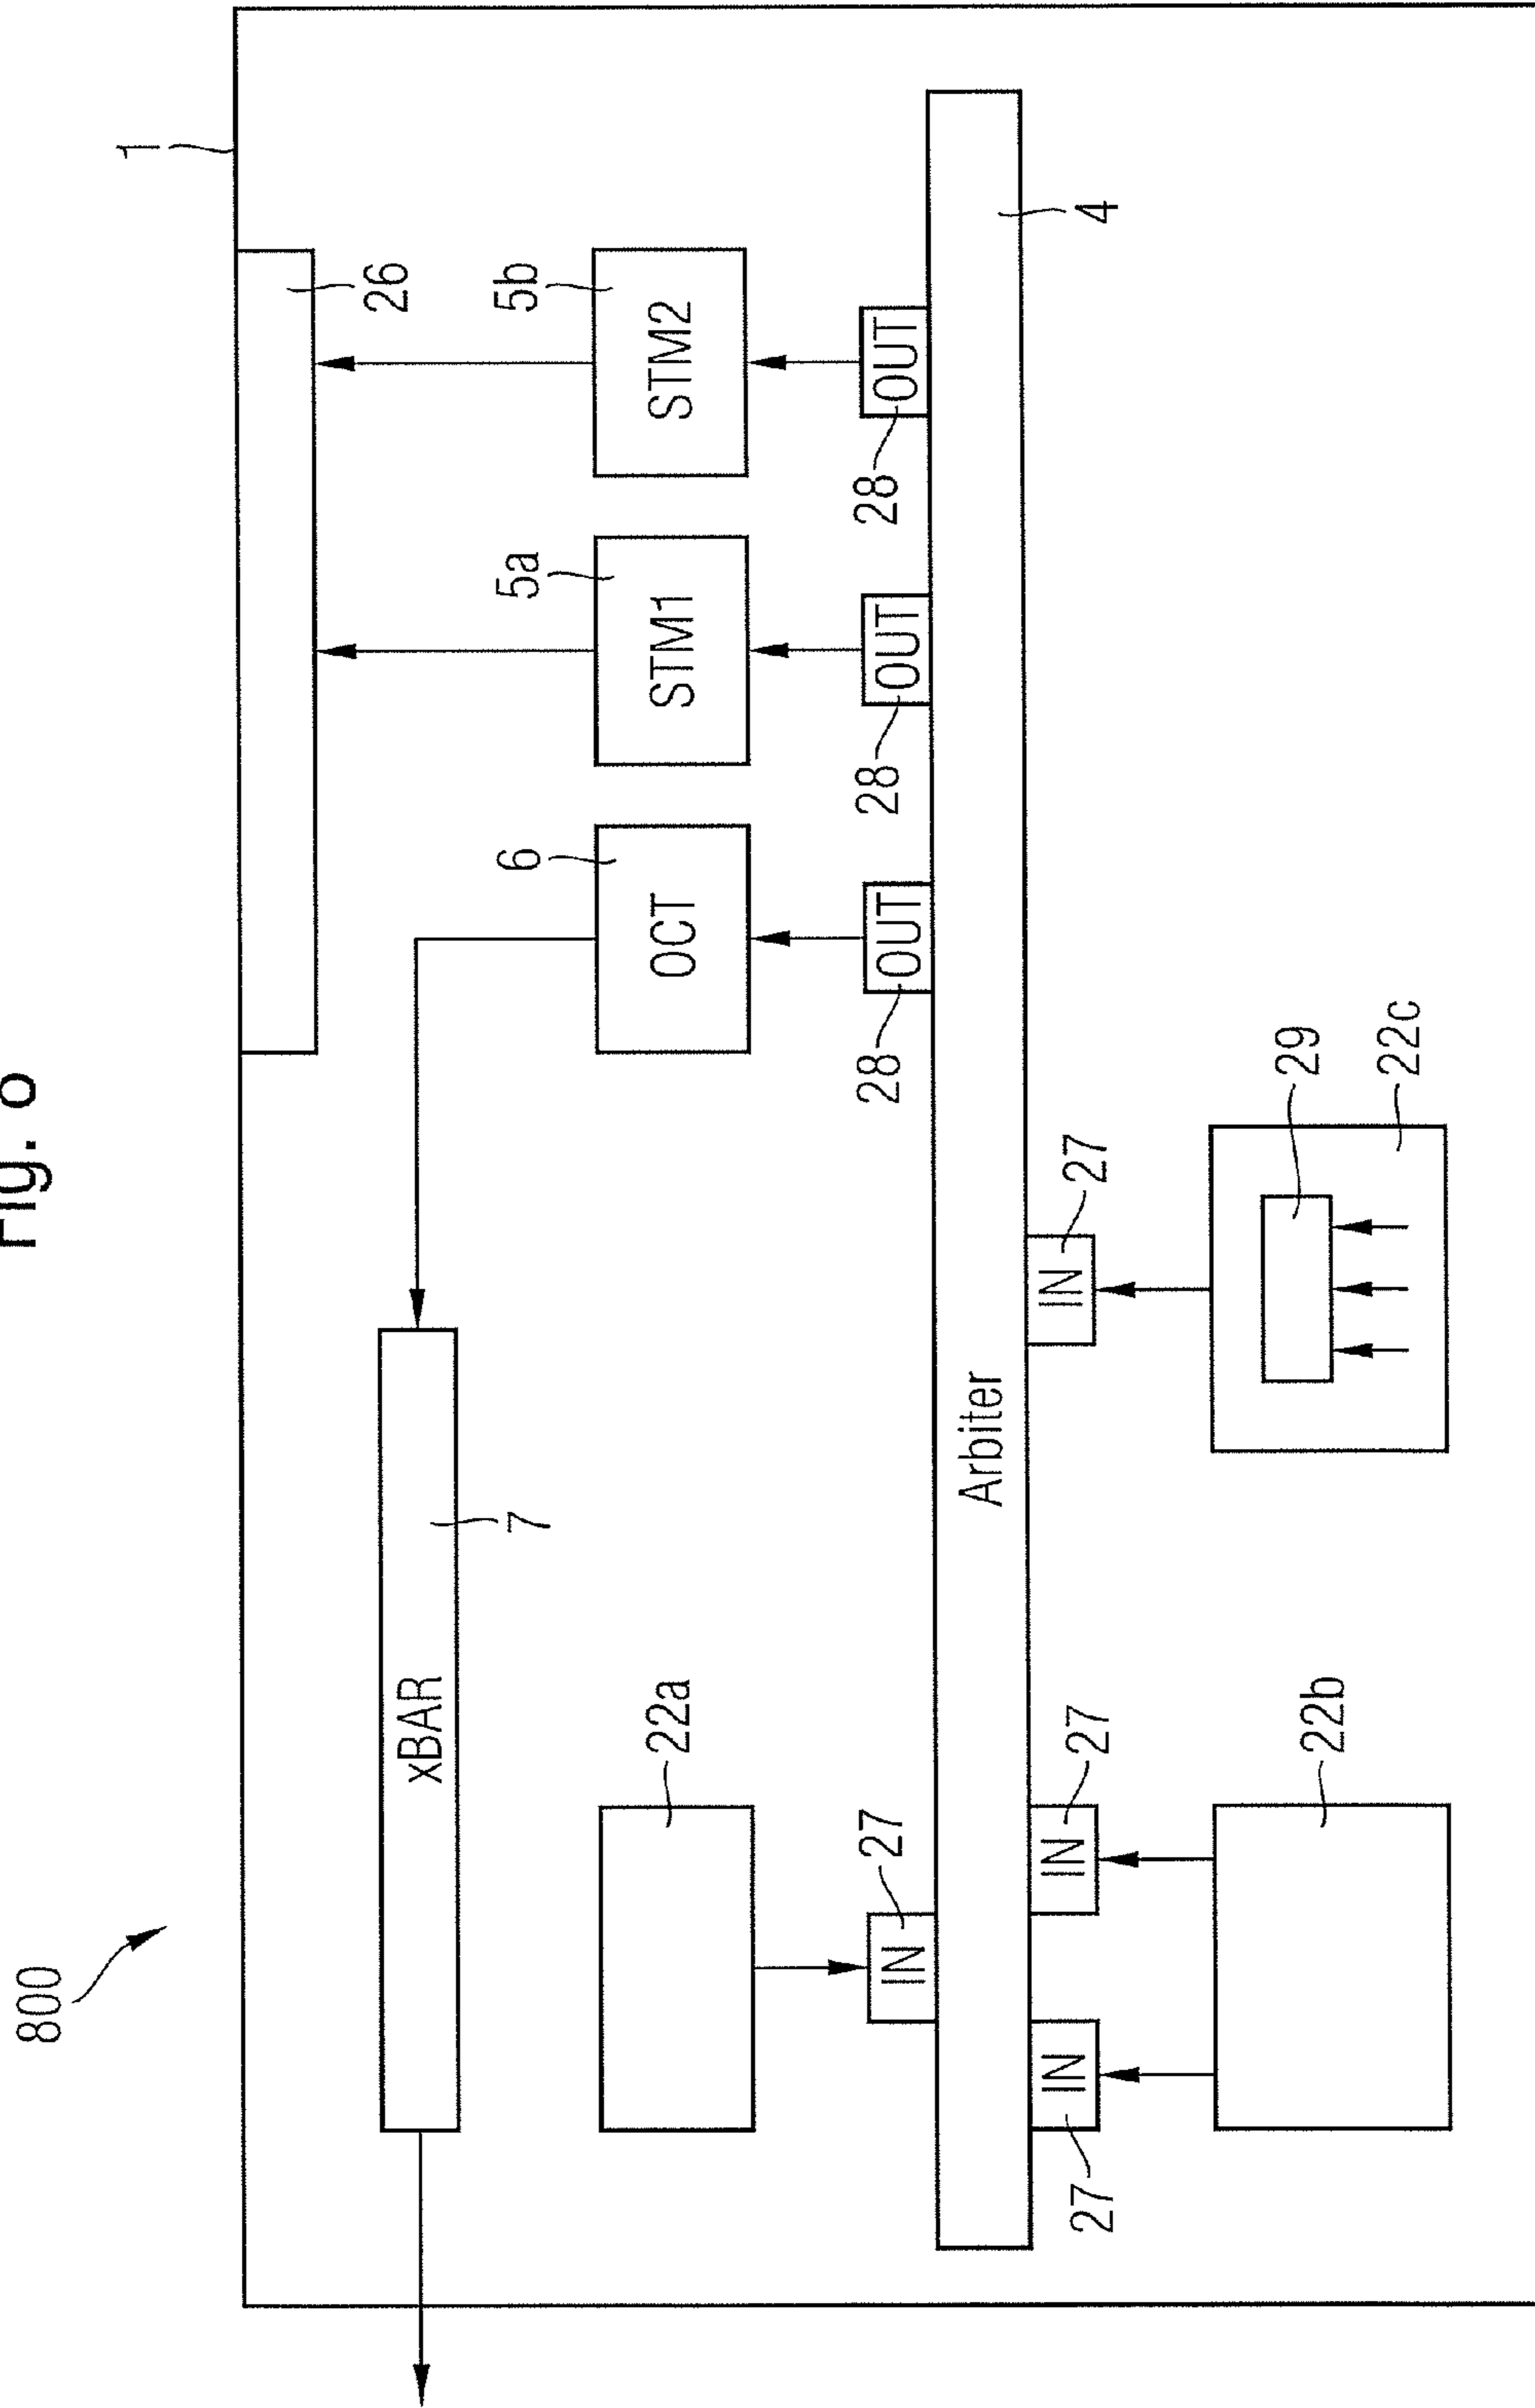 Fig. 8
800
1
26
xBAR
7
6
5a
5b
22a
OCT
STM1
STM2
27
28
28
28
IN
OUT
OUT
OUT
Arbiter
4
IN
IN
IN
27
27
27
29
22b
22c